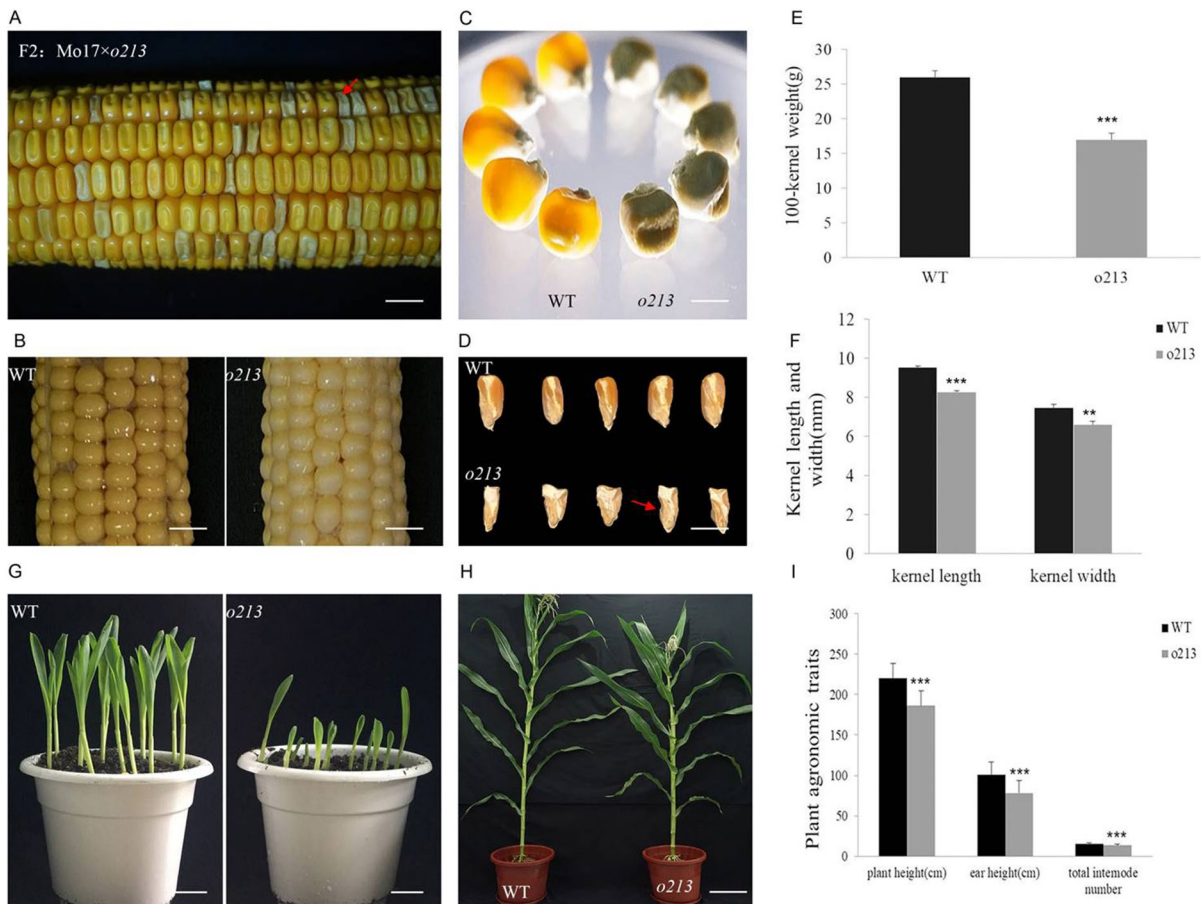 A
F2: Mo17×o213
C
WT
o213
E
100-kernel weight(g)
30
25
20
15
10
5
0
***
WT
o213
B
WT
o213
D
WT
o213
F
Kernel length and
width(mm)
12
10
8
6
4
2
0
***
**
WT
o213
kernel length
kernel width
G
WT
o213
H
WT
o213
I
Plant agronomic traits
300
250
200
150
100
50
0
***
***
***
WT
o213
plant height(cm)
ear height(cm)
total internode
number